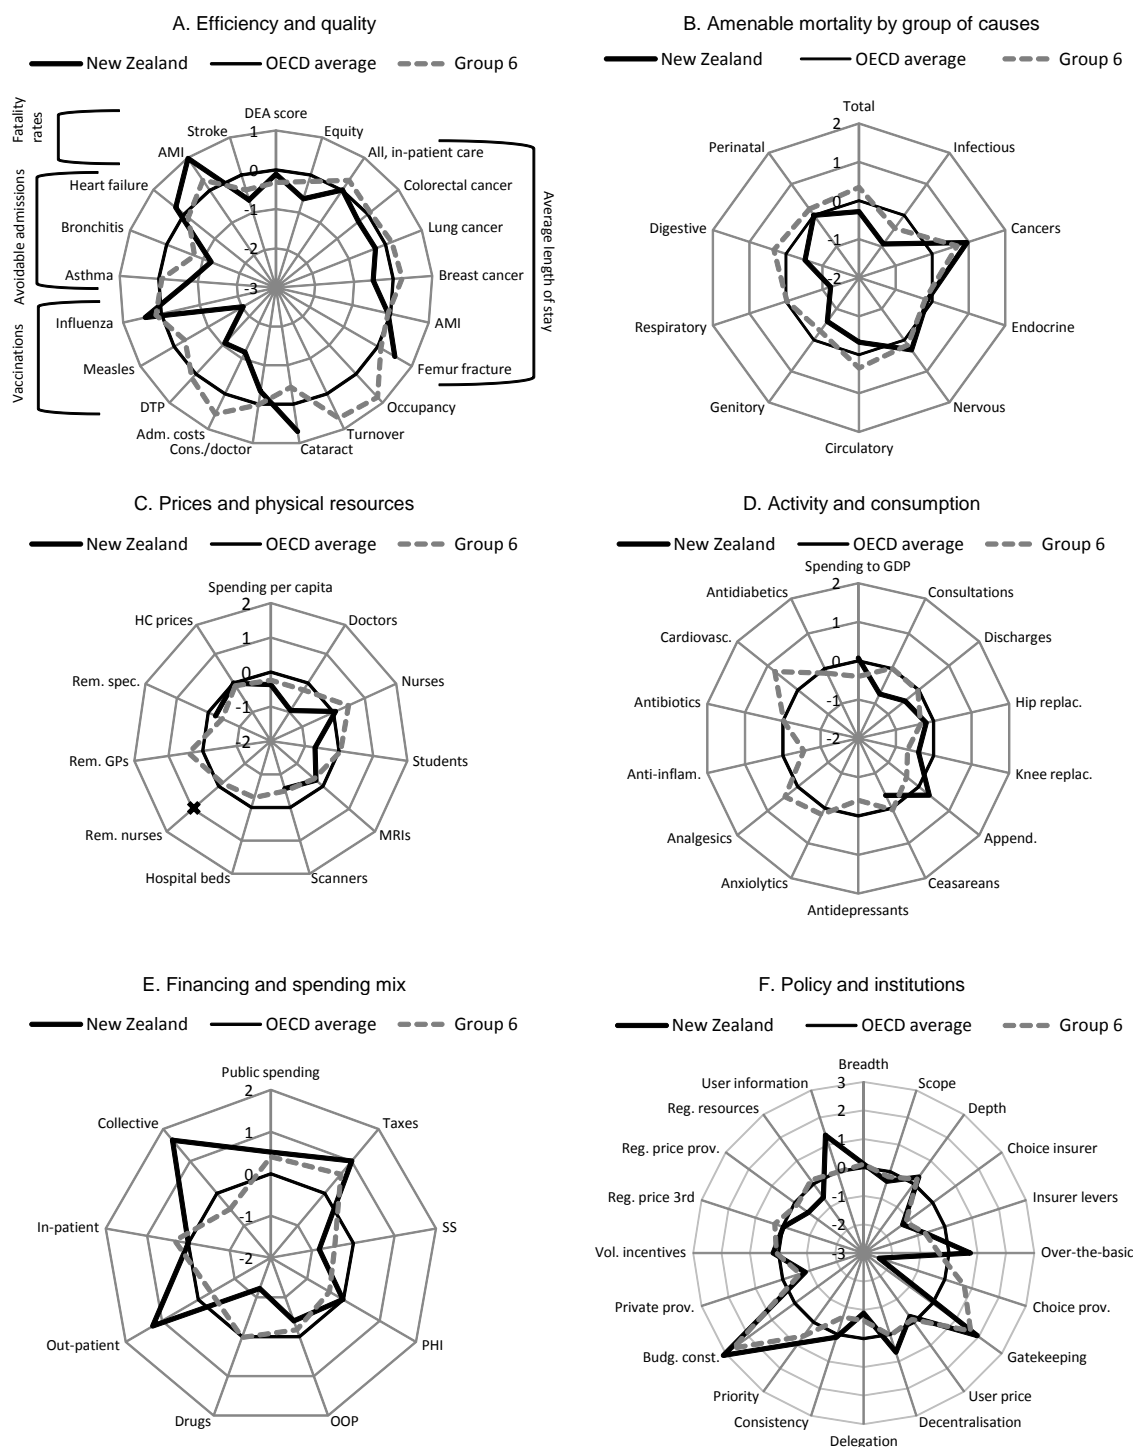 A. Efficiency and quality
New Zealand OECD average Group 6
Fatality rates
Avoidable admissions
Vaccinations
Average length of stay
DEA score
Equity
All, in-patient care
Colorectal cancer
Lung cancer
Breast cancer
AMI
Femur fracture
Occupancy
Turnover
Cataract
Cons./doctor
Adm. costs
DTP
Measles
Influenza
Asthma
Bronchitis
Heart failure
AMI
Stroke
1
0
-1
-2
-3
B. Amenable mortality by group of causes
New Zealand OECD average Group 6
Total
Infectious
Cancers
Endocrine
Nervous
Circulatory
Genitory
Respiratory
Digestive
Perinatal
2
1
0
-1
-2
C. Prices and physical resources
New Zealand OECD average Group 6
Spending per capita
Doctors
Nurses
Students
MRIs
Scanners
Hospital beds
Rem. nurses
Rem. GPs
Rem. spec.
HC prices
2
1
0
-1
-2
D. Activity and consumption
New Zealand OECD average Group 6
Spending to GDP
Consultations
Discharges
Hip replac.
Knee replac.
Append.
Ceasareans
Antidepressants
Anxiolytics
Analgesics
Anti-inflam.
Antibiotics
Cardiovasc.
Antidiabetics
2
1
0
-1
-2
E. Financing and spending mix
New Zealand OECD average Group 6
Public spending
Taxes
SS
PHI
OOP
Drugs
Out-patient
In-patient
Collective
2
1
0
-1
-2
F. Policy and institutions
New Zealand OECD average Group 6
Breadth
Scope
Depth
Choice insurer
Insurer levers
Over-the-basic
Choice prov.
Gatekeeping
User price
Decentralisation
Delegation
Consistency
Priority
Budg. const.
Private prov.
Vol. incentives
Reg. price 3rd
Reg. price prov.
Reg. resources
User information
3
2
1
0
-1
-2
-3